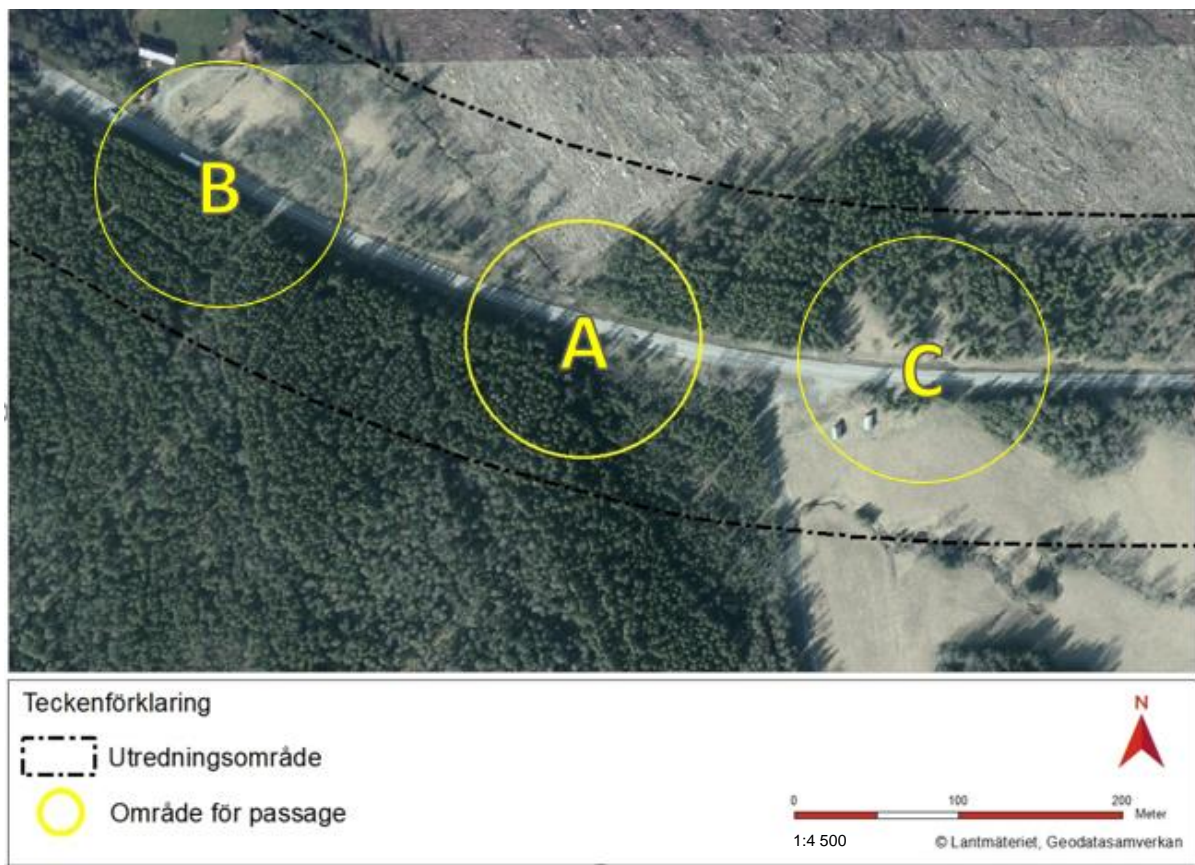 B
A
C
Teckenförklaring
N
Utredningsområde
Område för passage
0 100 200
Meter
1:4 500
© Lantmäteriet, Geodatasamverkan